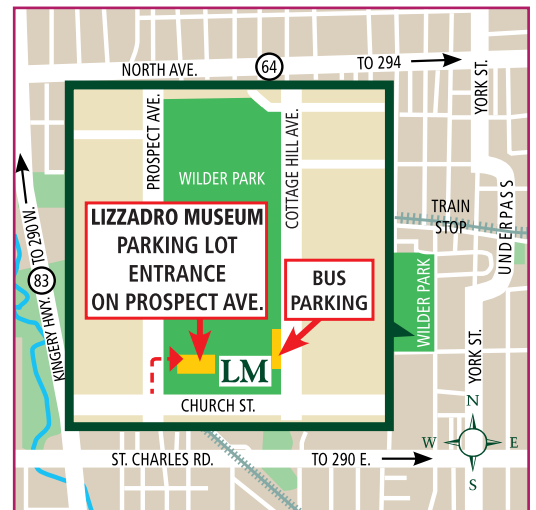 NORTH AVE.
64
TO 294
YORK ST.
PROSPECT AVE.
COTTAGE HILL AVE.
WILDER PARK
LIZZADRO MUSEUM
PARKING LOT
ENTRANCE
ON PROSPECT AVE.
BUS
PARKING
TRAIN
STOP
UNDERPASS
KINGERY HWY. TO 290 W.
83
WILDER PARK
YORK ST.
LM
CHURCH ST.
N
W
E
S
ST. CHARLES RD.
TO 290 E.